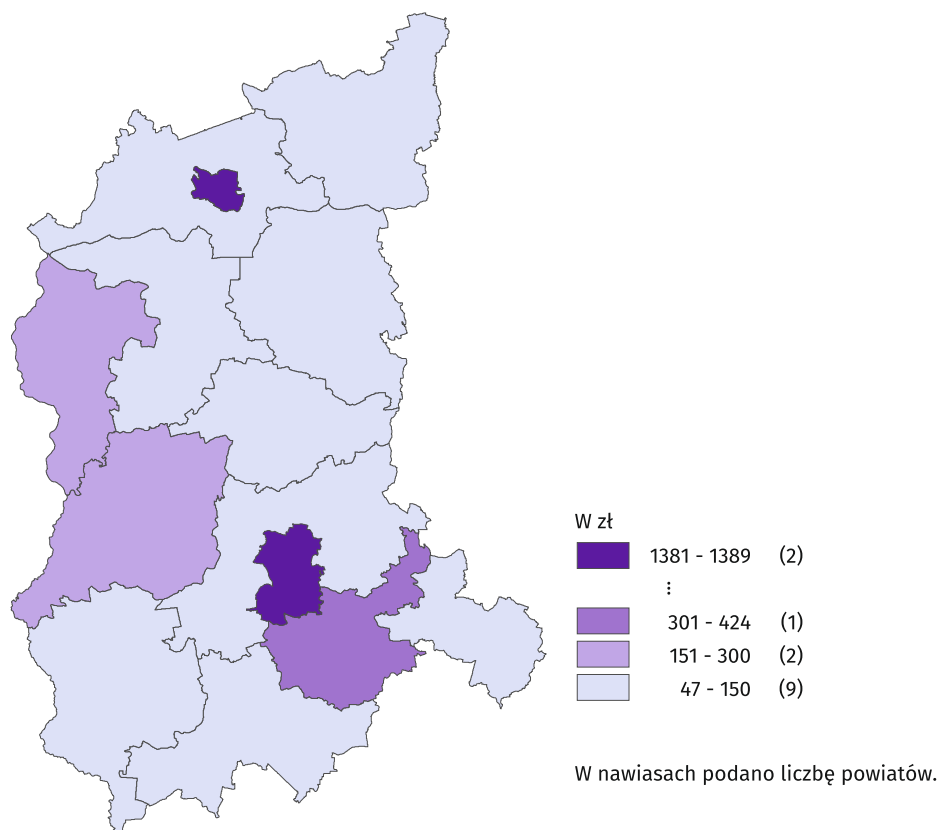 W zł
1381 - 1389 (2)
⋮
301 - 424 (1)
151 - 300 (2)
47 - 150 (9)
W nawiasach podano liczbę powiatów.